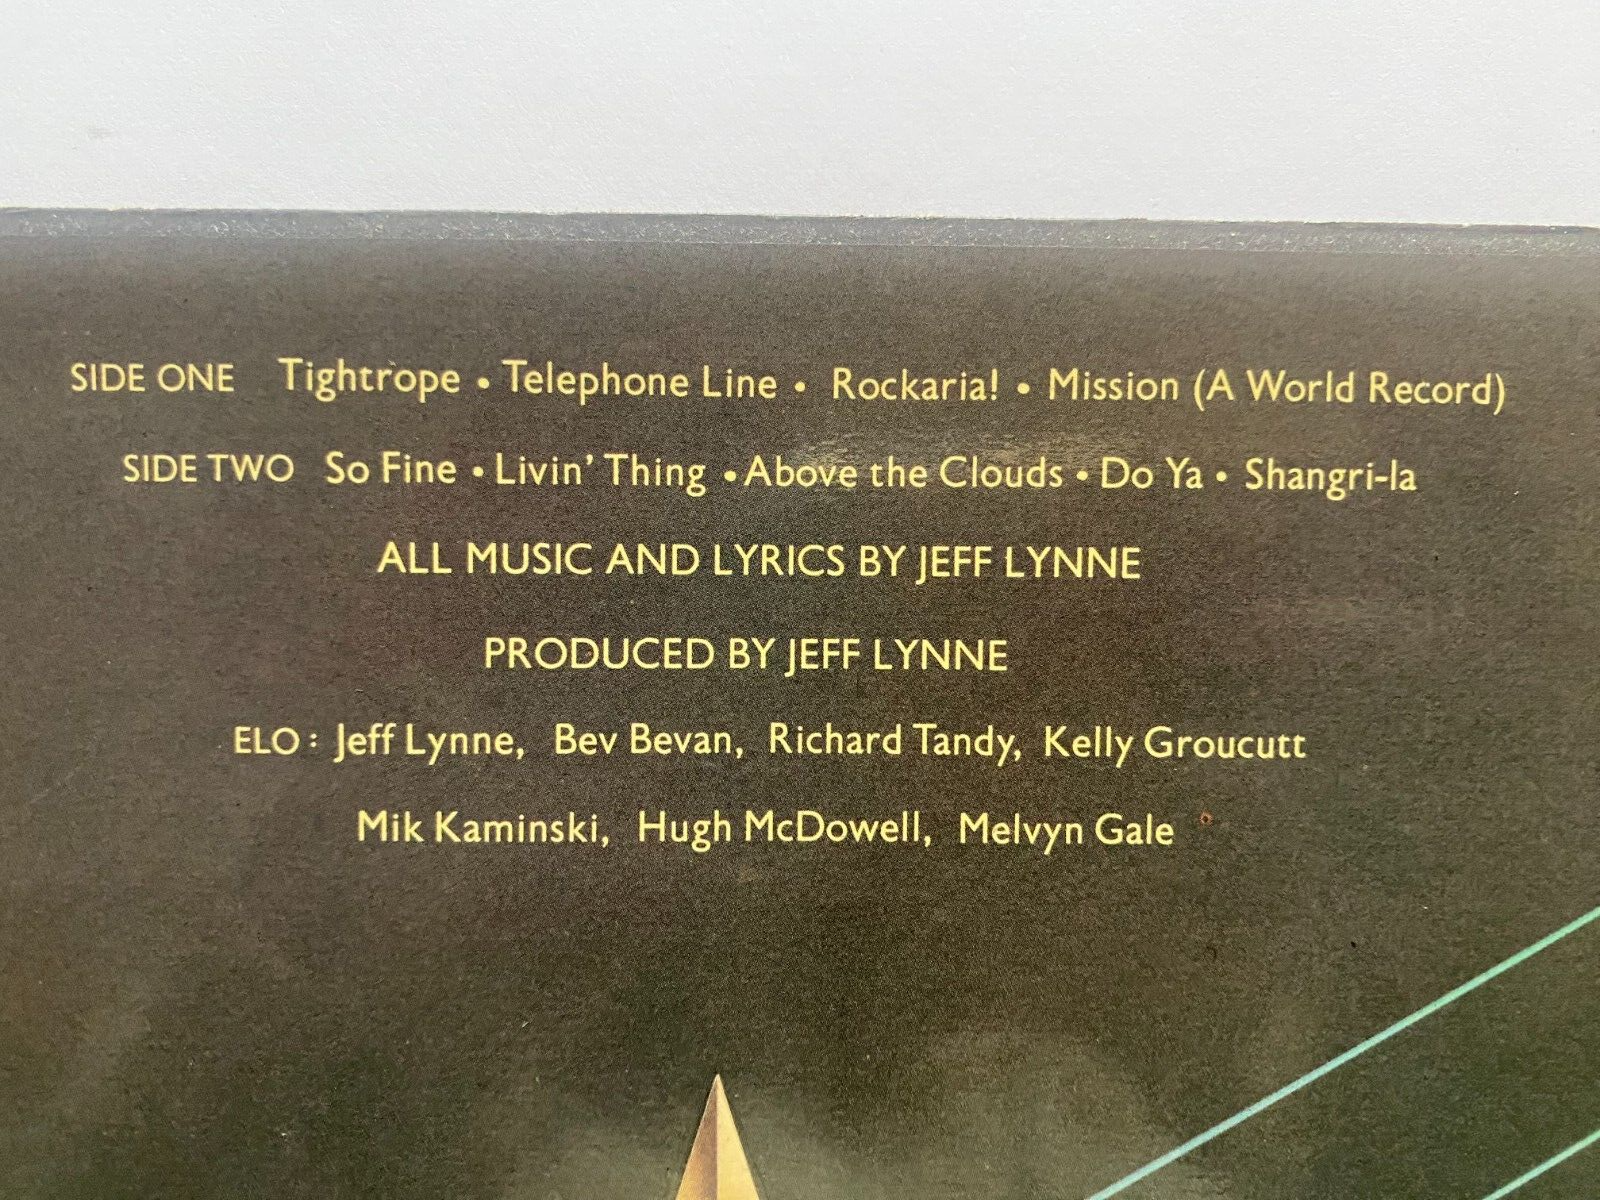 SIDE ONE Tightrope • Telephone Line • Rockaria! • Mission (A World Record)
SIDE TWO So Fine • Livin' Thing • Above the Clouds • Do Ya • Shangri-la
ALL MUSIC AND LYRICS BY JEFF LYNNE
PRODUCED BY JEFF LYNNE
ELO: Jeff Lynne, Bev Bevan, Richard Tandy, Kelly Groucutt
Mik Kaminski, Hugh McDowell, Melvyn Gale